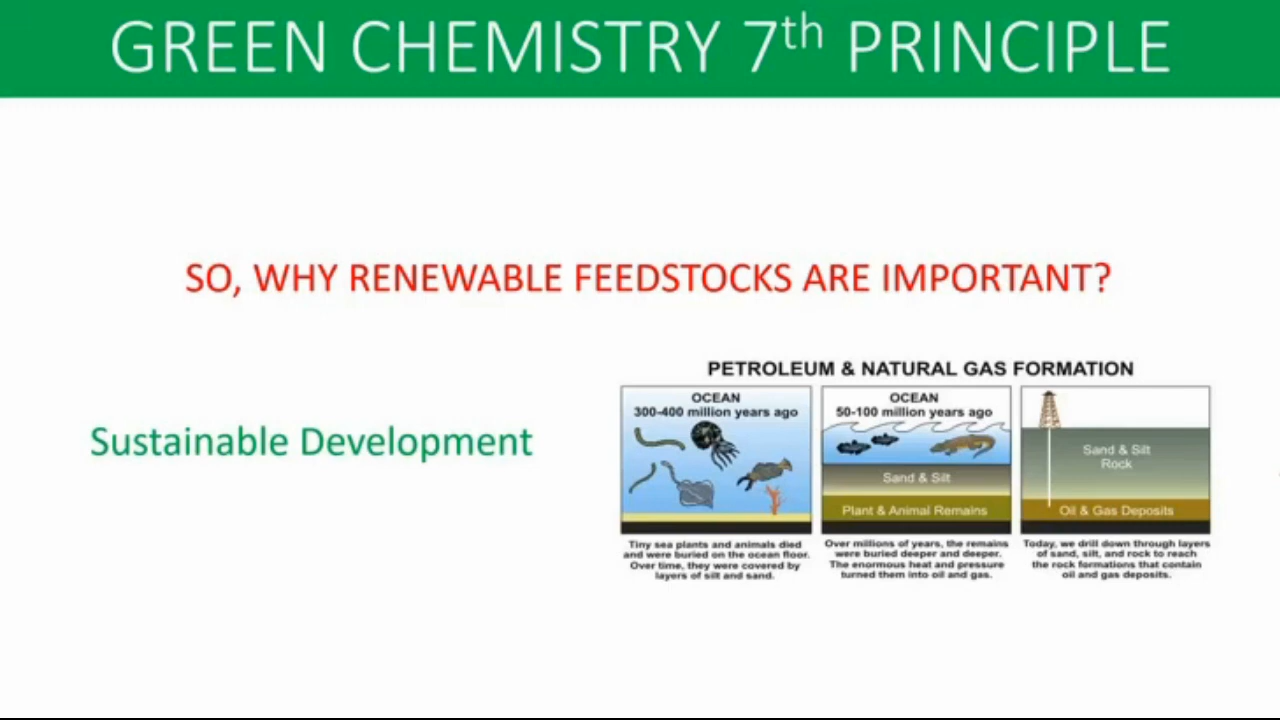 GREEN CHEMISTRY 7th PRINCIPLE
SO, WHY RENEWABLE FEEDSTOCKS ARE IMPORTANT?
Sustainable Development
PETROLEUM & NATURAL GAS FORMATION
OCEAN
300-400 million years ago
Tiny sea plants and animals died
and were buried on the ocean floor.
Over time, they were covered by
layers of silt and sand.
OCEAN
50-100 million years ago
Sand & Silt
Plant & Animal Remains
Over millions of years, the remains
were buried deeper and deeper.
The enormous heat and pressure
turned them into oil and gas.
Sand & Silt
Rock
Oil & Gas Deposits
Today, we drill down through layers
of sand, silt, and rock to reach
the rock formations that contain
oil and gas deposits.